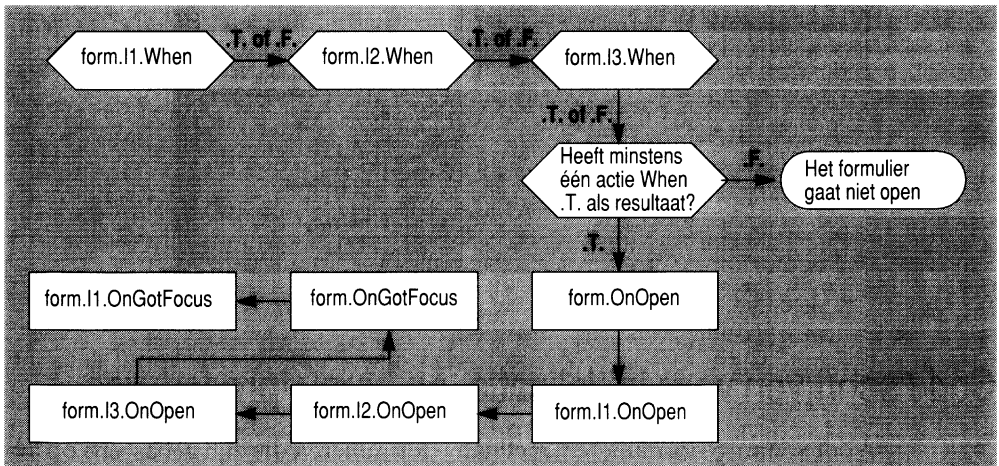 form.I1.When
.T. of .F.
form.I2.When
.T. of .F.
form.I3.When
.T. of .F.
Heeft minstens
één actie When
.T. als resultaat?
.F.
Het formulier
gaat niet open
.T.
form.OnOpen
form.I1.OnOpen
form.I2.OnOpen
form.I3.OnOpen
form.OnGotFocus
form.I1.OnGotFocus